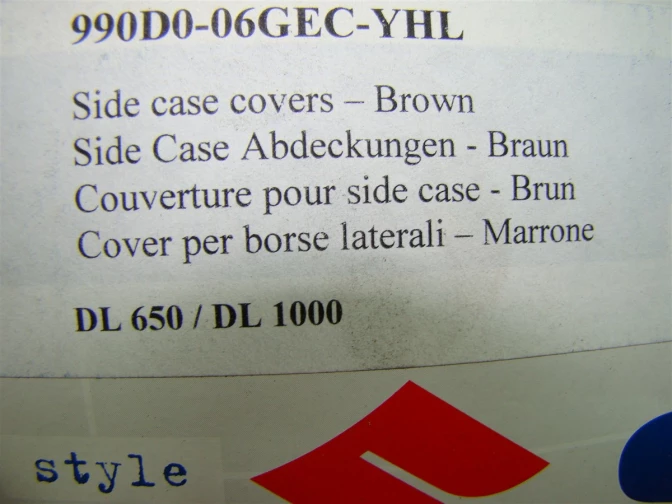 990D0-06GEC-YHL
Side case covers – Brown
Side Case Abdeckungen - Braun
Couverture pour side case - Brun
Cover per borse laterali – Marrone
DL 650 / DL 1000
style